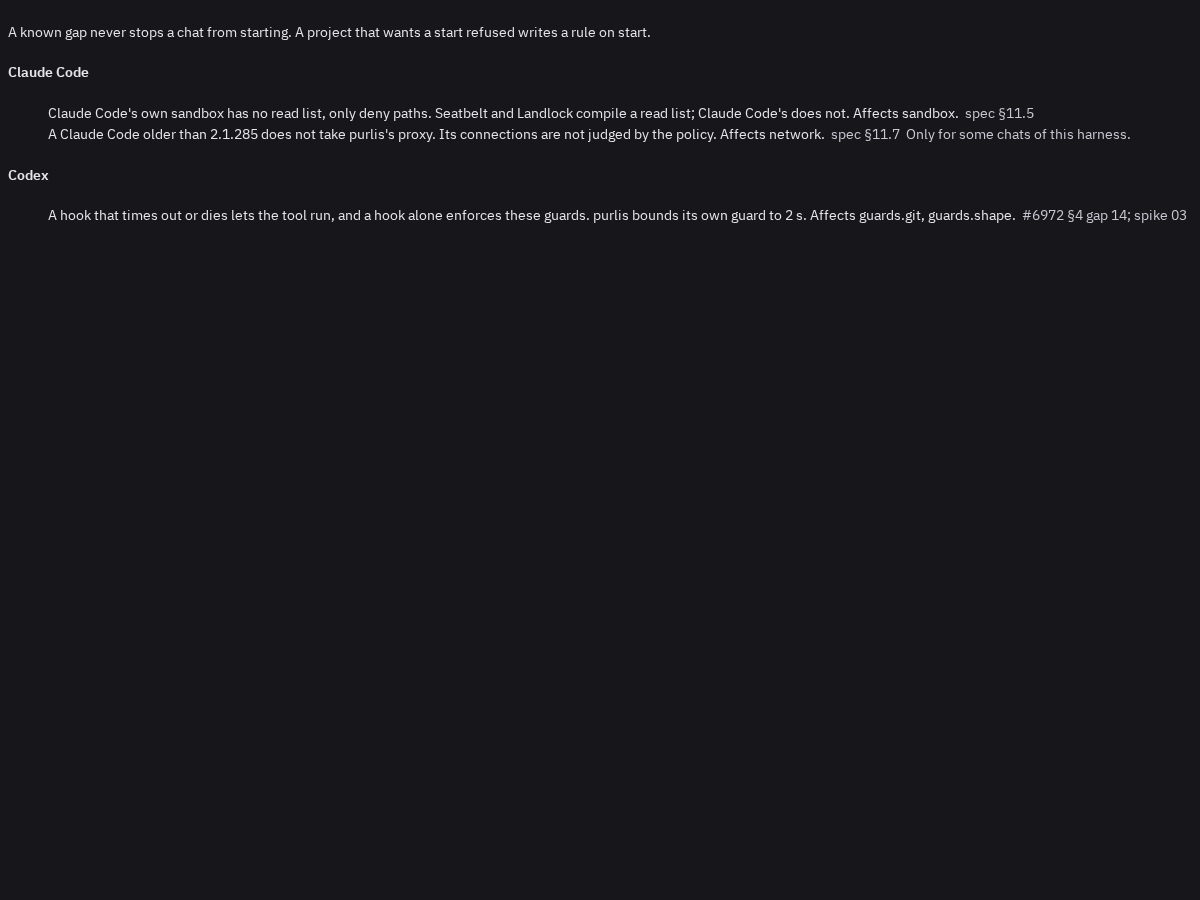 A known gap never stops a chat from starting. A project that wants a start refused writes a rule on start.
Claude Code
Claude Code's own sandbox has no read list, only deny paths. Seatbelt and Landlock compile a read list; Claude Code's does not. Affects sandbox. spec §11.5
A Claude Code older than 2.1.285 does not take purlis's proxy. Its connections are not judged by the policy. Affects network. spec §11.7 Only for some chats of this harness.
Codex
A hook that times out or dies lets the tool run, and a hook alone enforces these guards. purlis bounds its own guard to 2 s. Affects guards.git, guards.shape. #6972 §4 gap 14; spike 03